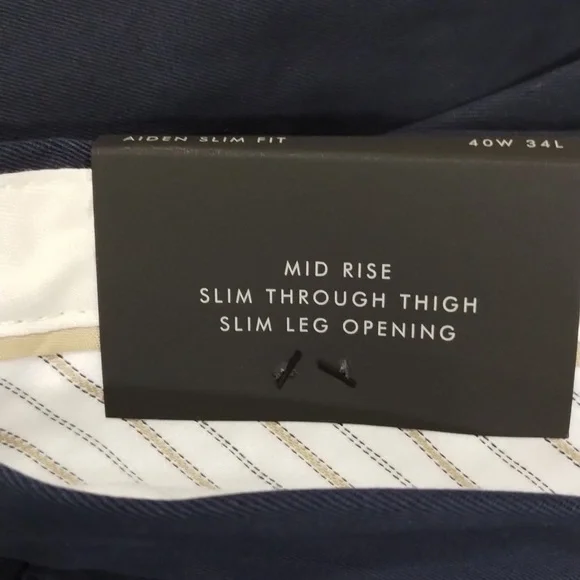 AIDEN SLIM FIT 40W 34L
MID RISE
SLIM THROUGH THIGH
SLIM LEG OPENING